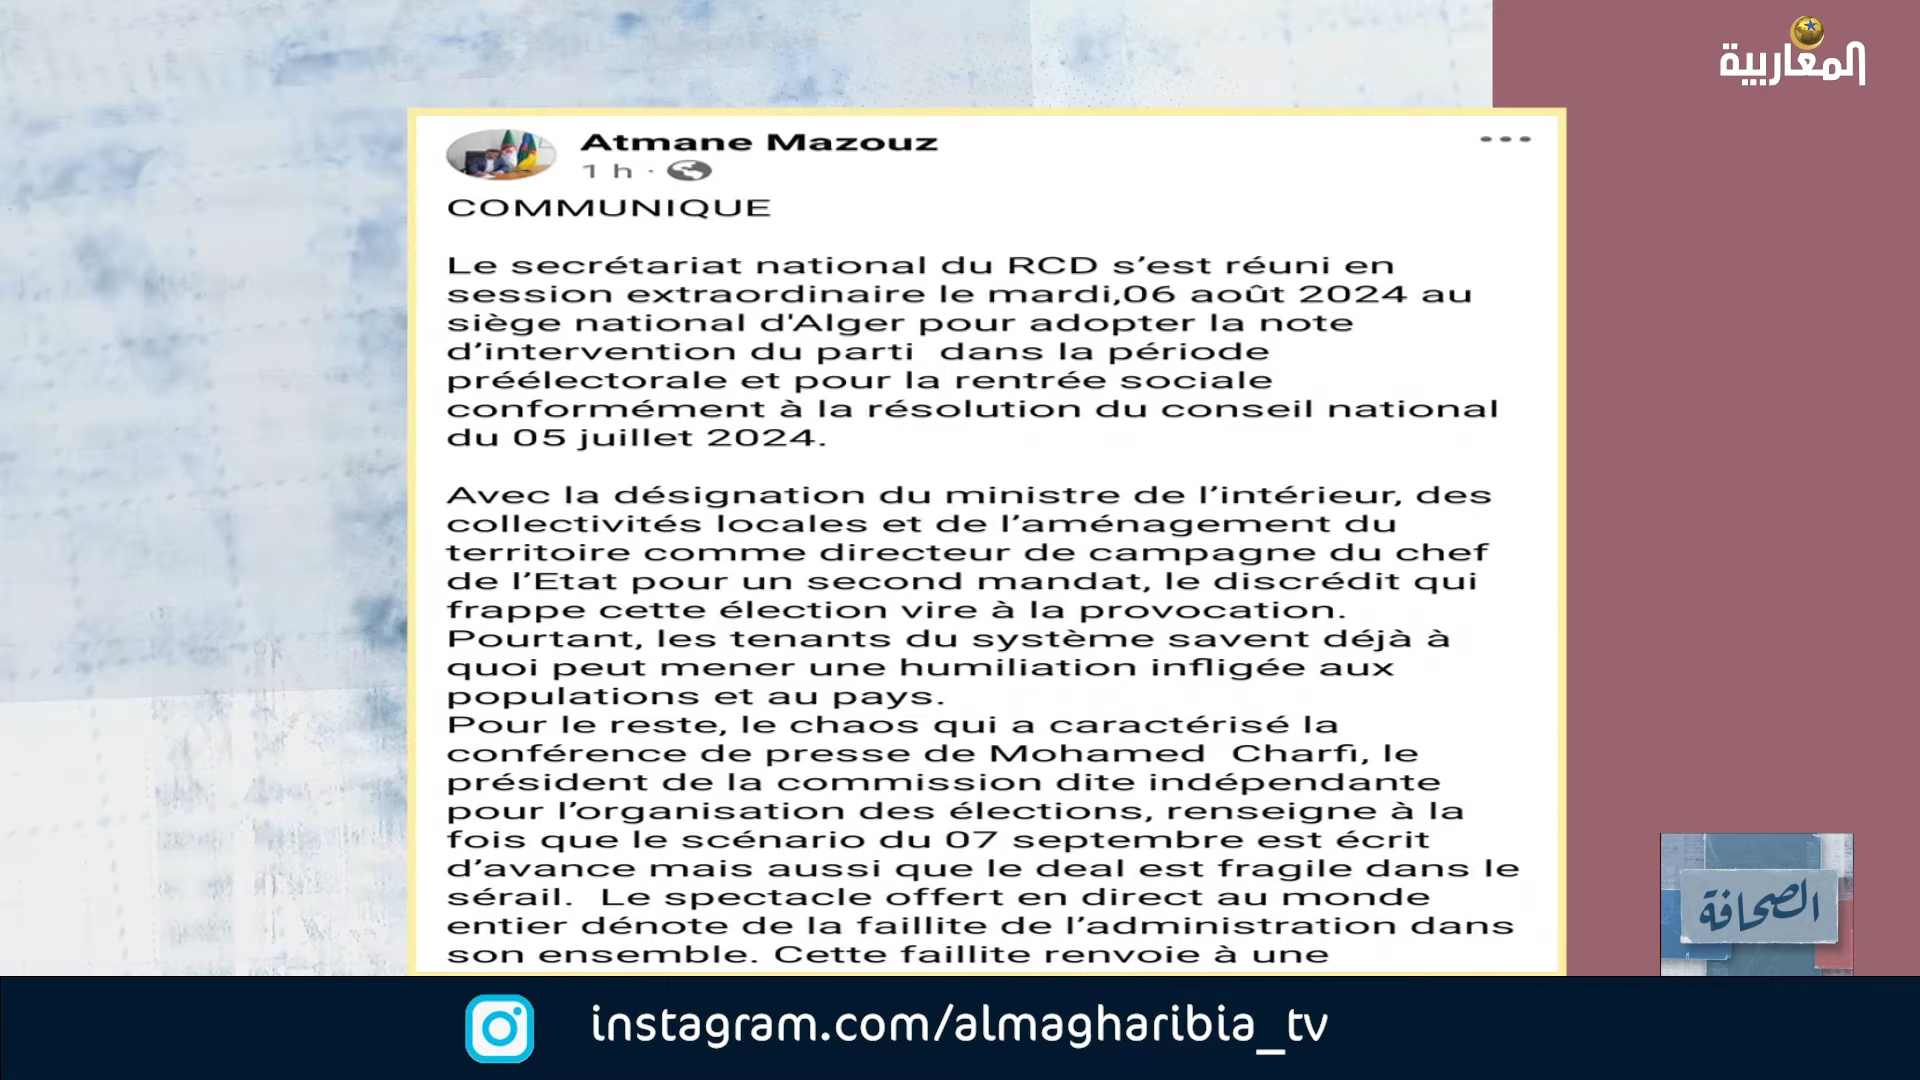 المغاربية
Atmane Mazouz
1 h ·
COMMUNIQUE
Le secrétariat national du RCD s’est réuni en
session extraordinaire le mardi,06 août 2024 au
siège national d'Alger pour adopter la note
d’intervention du parti  dans la période
préélectorale et pour la rentrée sociale
conformément à la résolution du conseil national
du 05 juillet 2024.
Avec la désignation du ministre de l’intérieur, des
collectivités locales et de l’aménagement du
territoire comme directeur de campagne du chef
de l’Etat pour un second mandat, le discrédit qui
frappe cette élection vire à la provocation.
Pourtant, les tenants du système savent déjà à
quoi peut mener une humiliation infligée aux
populations et au pays.
Pour le reste, le chaos qui a caractérisé la
conférence de presse de Mohamed  Charfi, le
président de la commission dite indépendante
pour l’organisation des élections, renseigne à la
fois que le scénario du 07 septembre est écrit
d’avance mais aussi que le deal est fragile dans le
sérail.  Le spectacle offert en direct au monde
entier dénote de la faillite de l’administration dans
son ensemble. Cette faillite renvoie à une
الصحافة
instagram.com/almagharibia_tv